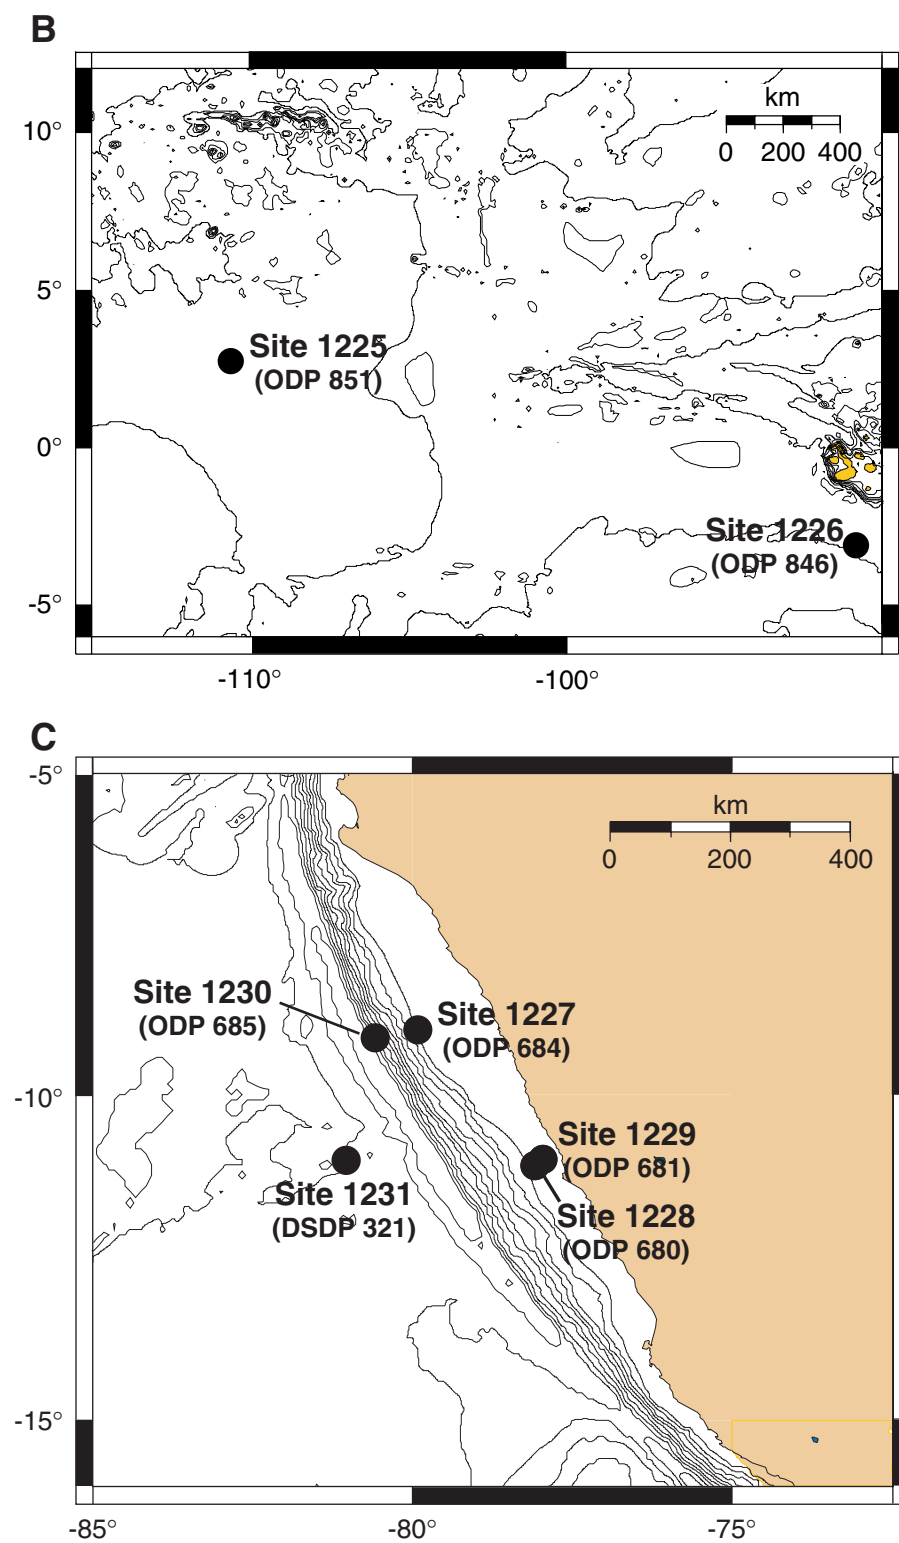 B
10°
km
0 200 400
5°
Site 1225
(ODP 851)
0°
Site 1226
(ODP 846)
-5°
-110° -100°
C
-5°
km
0 200 400
Site 1230
(ODP 685)
Site 1227
(ODP 684)
-10°
Site 1229
(ODP 681)
Site 1231
(DSDP 321)
Site 1228
(ODP 680)
-15°
-85° -80° -75°